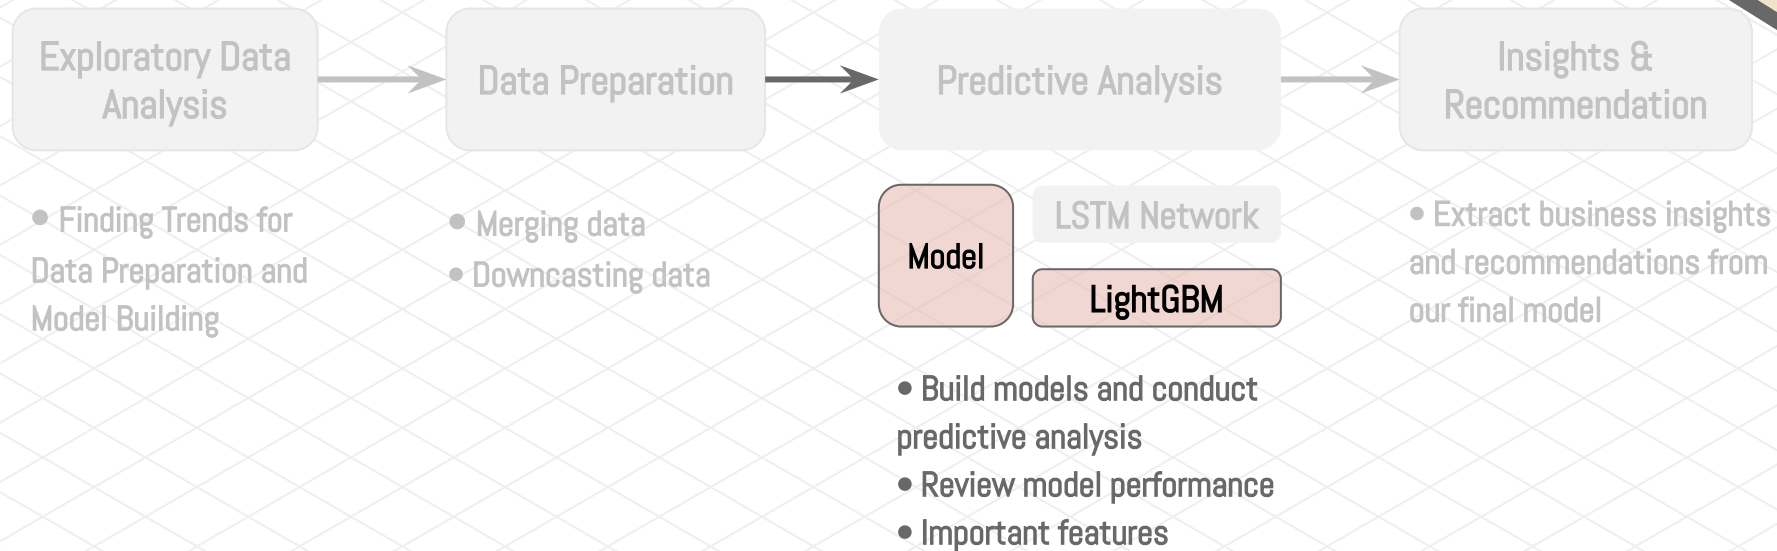 Exploratory Data
Analysis
Data Preparation
Predictive Analysis
Insights &
Recommendation
• Finding Trends for
Data Preparation and
Model Building
• Merging data
• Downcasting data
Model
LSTM Network
LightGBM
• Build models and conduct
predictive analysis
• Review model performance
• Important features
• Extract business insights
and recommendations from
our final model